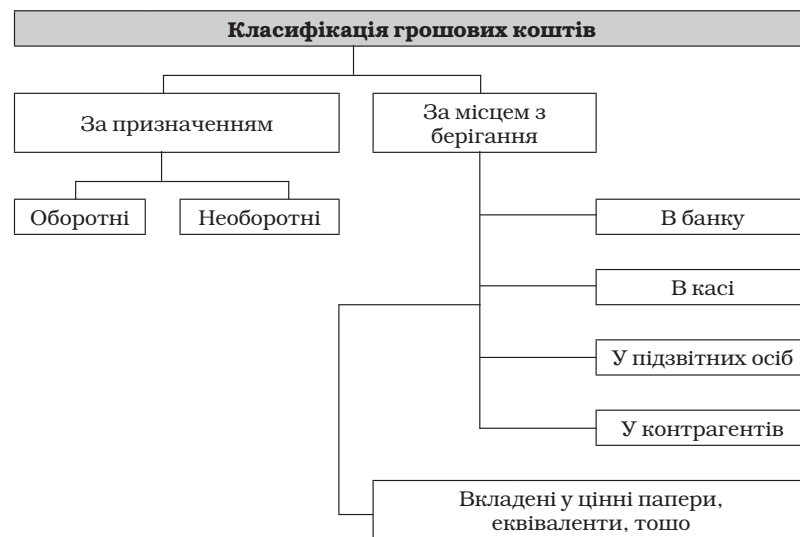 Класифікація грошових коштів
За призначенням
За місцем з
берігання
Оборотні
Необоротні
В банку
В касі
У підзвітних осіб
У контрагентів
Вкладені у цінні папери,
еквіваленти, тошо